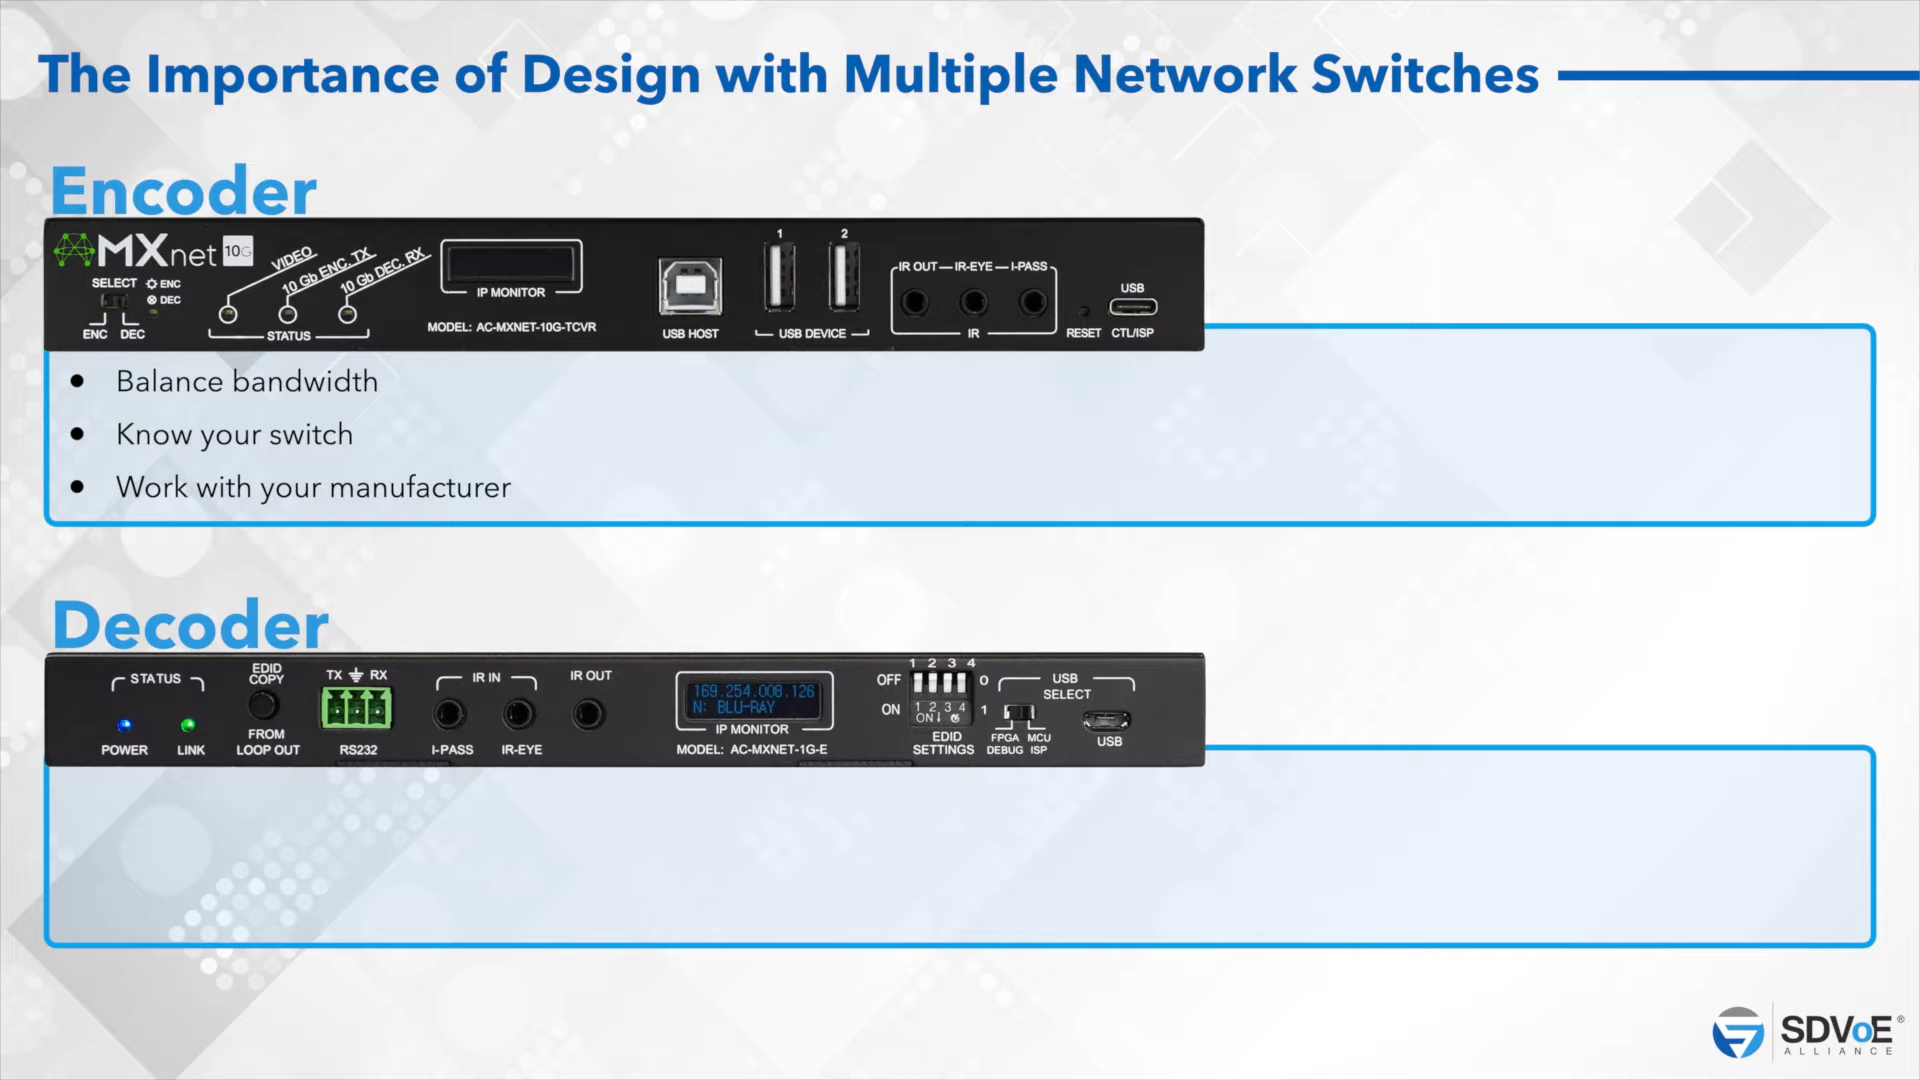 The Importance of Design with Multiple Network Switches
Encoder
MXnet 10G
SELECT ENC
DEC
ENC DEC
VIDEO
10 Gb ENC. TX
10 Gb DEC. RX
STATUS
IP MONITOR
MODEL: AC-MXNET-10G-TCVR
USB HOST
1 2
USB DEVICE
IR OUT IR-EYE I-PASS
IR
RESET
USB
CTL/ISP
• Balance bandwidth
• Know your switch
• Work with your manufacturer
Decoder
STATUS
POWER LINK
EDID
COPY
FROM
LOOP OUT
TX RX
RS232
IR IN
I-PASS IR-EYE
IR OUT
169.254.008.126
N: BLU-RAY
IP MONITOR
MODEL: AC-MXNET-1G-E
1 2 3 4
OFF 0
ON 1
1 2 3 4
ON↓
EDID
SETTINGS
USB
SELECT
FPGA MCU
DEBUG ISP
USB
SDVoE®
ALLIANCE